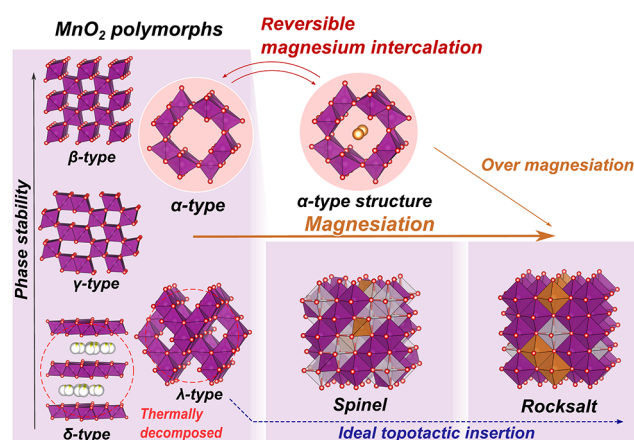 MnO2 polymorphs
Reversible
magnesium intercalation
Phase stability
β-type
α-type
α-type structure
Over magnesiation
Magnesiation
γ-type
λ-type
δ-type
Thermally
decomposed
Spinel
Rocksalt
Ideal topotactic insertion